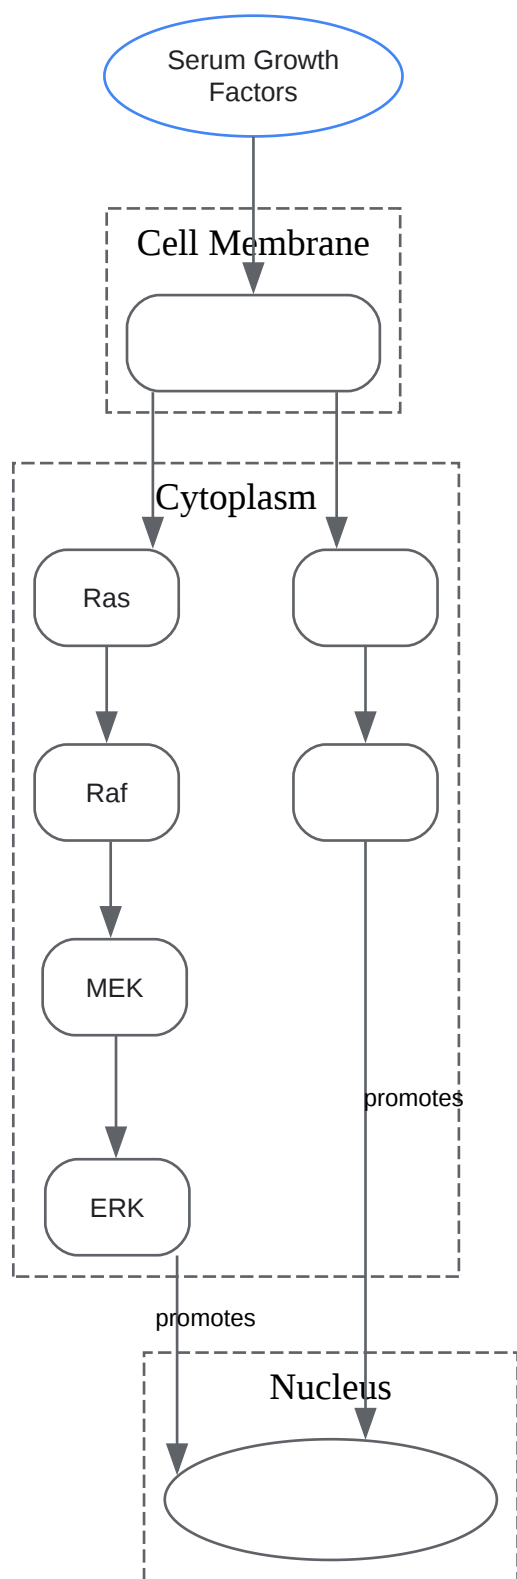 Serum Growth
Factors
Cell Membrane
Cytoplasm
Ras
Raf
MEK
promotes
ERK
promotes
Nucleus